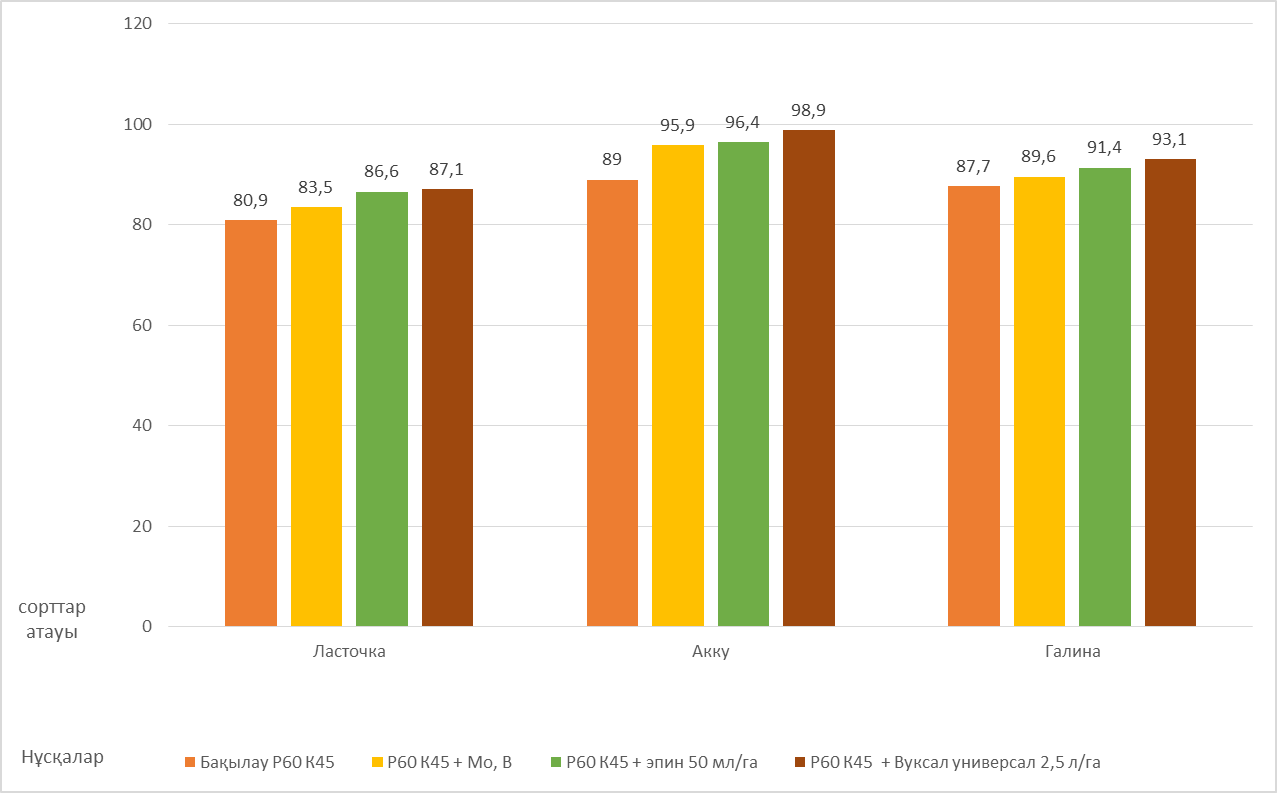 120
100
80
60
40
20
0
80,9
83,5
86,6
87,1
89
95,9
96,4
98,9
87,7
89,6
91,4
93,1
сорттар
атауы
Ласточка
Акку
Галина
Нұсқалар
Бақылау Р60 К45
Р60 К45 + Мо, В
Р60 К45 + эпин 50 мл/га
Р60 К45 + Вуксал универсал 2,5 л/га